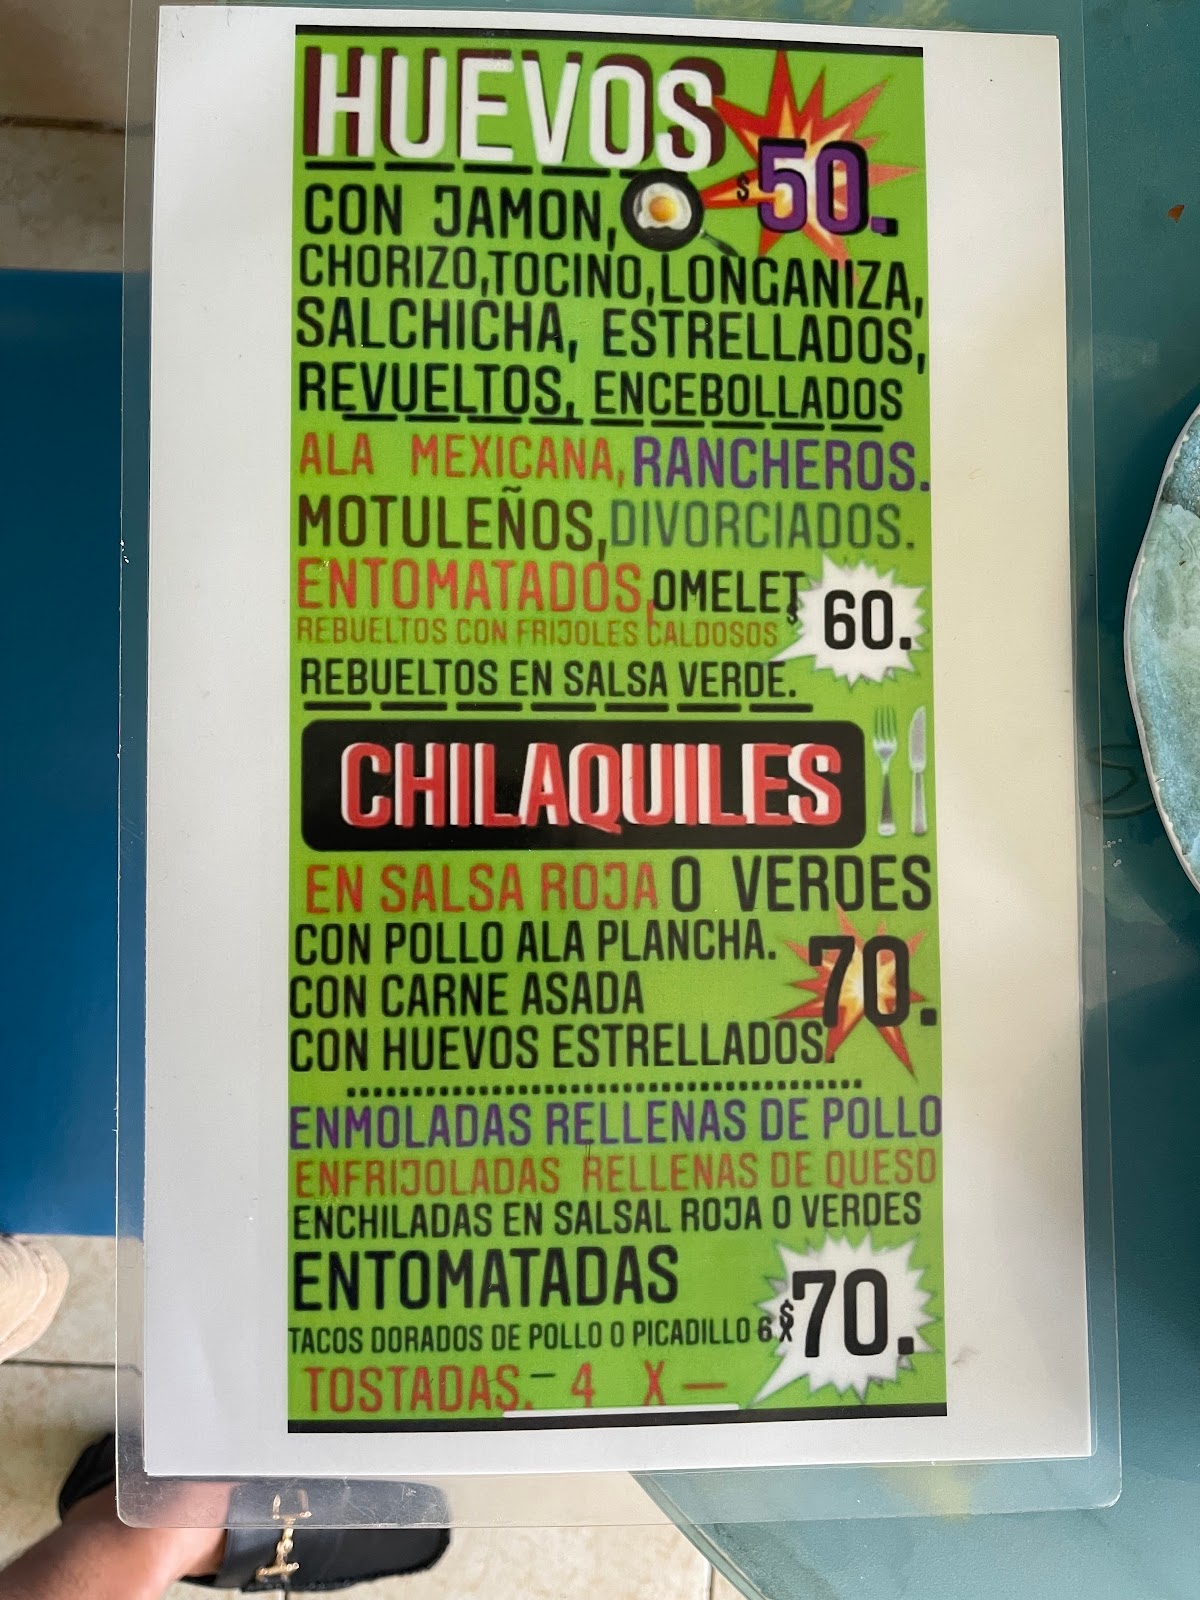 HUEVOS
$50.
CON JAMON,
CHORIZO, TOCINO, LONGANIZA,
SALCHICHA, ESTRELLADOS,
REVUELTOS, ENCEBOLLADOS
ALA MEXICANA, RANCHEROS.
MOTULEÑOS, DIVORCIADOS.
ENTOMATADOS, OMELET
REBUELTOS CON FRIJOLES CALDOSOS
$60.
REBUELTOS EN SALSA VERDE.
CHILAQUILES
EN SALSA ROJA O VERDES
CON POLLO ALA PLANCHA.
70.
CON CARNE ASADA
CON HUEVOS ESTRELLADOS.
ENMOLADAS RELLENAS DE POLLO
ENFRIJOLADAS RELLENAS DE QUESO
ENCHILADAS EN SALSAL ROJA O VERDES
ENTOMATADAS
TACOS DORADOS DE POLLO O PICADILLO 6 X
$70.
TOSTADAS.- 4 X —